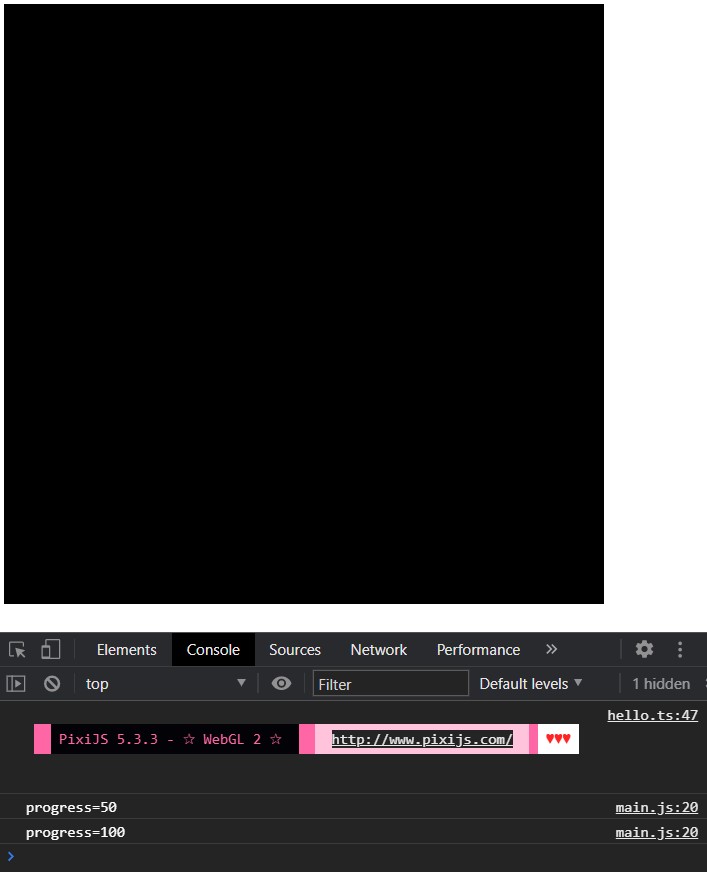 Elements Console Sources Network Performance »
top Filter Default levels 1 hidden
hello.ts:47
PixiJS 5.3.3 - ☆ WebGL 2 ☆ http://www.pixijs.com/ ♥♥♥
progress=50 main.js:20
progress=100 main.js:20